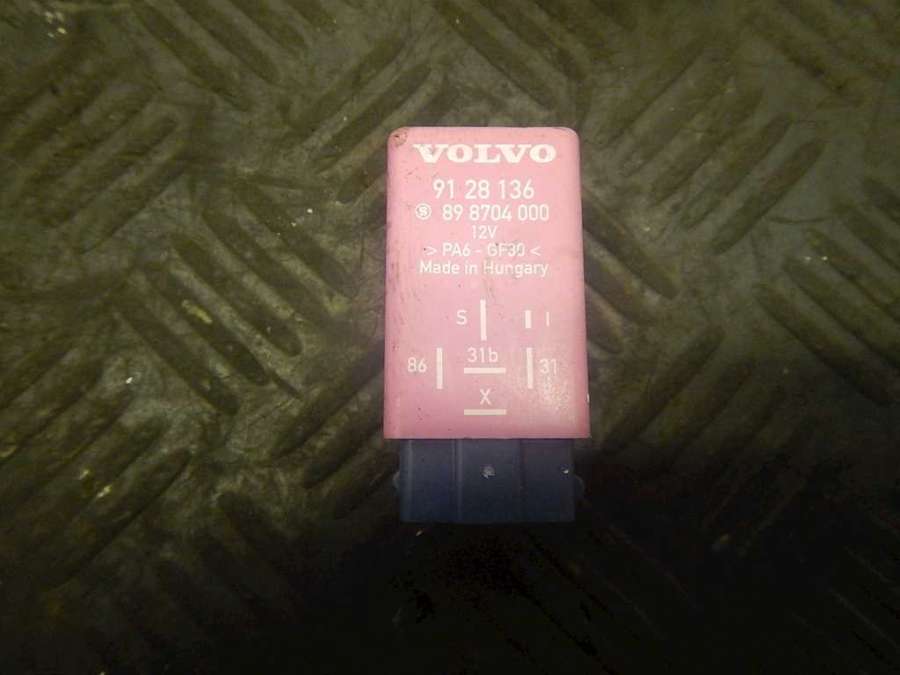 VOLVO
91 28 136
S 89 8704 000
12V
> PA6 - GF30 <
Made in Hungary
S I
86 31b 31
X